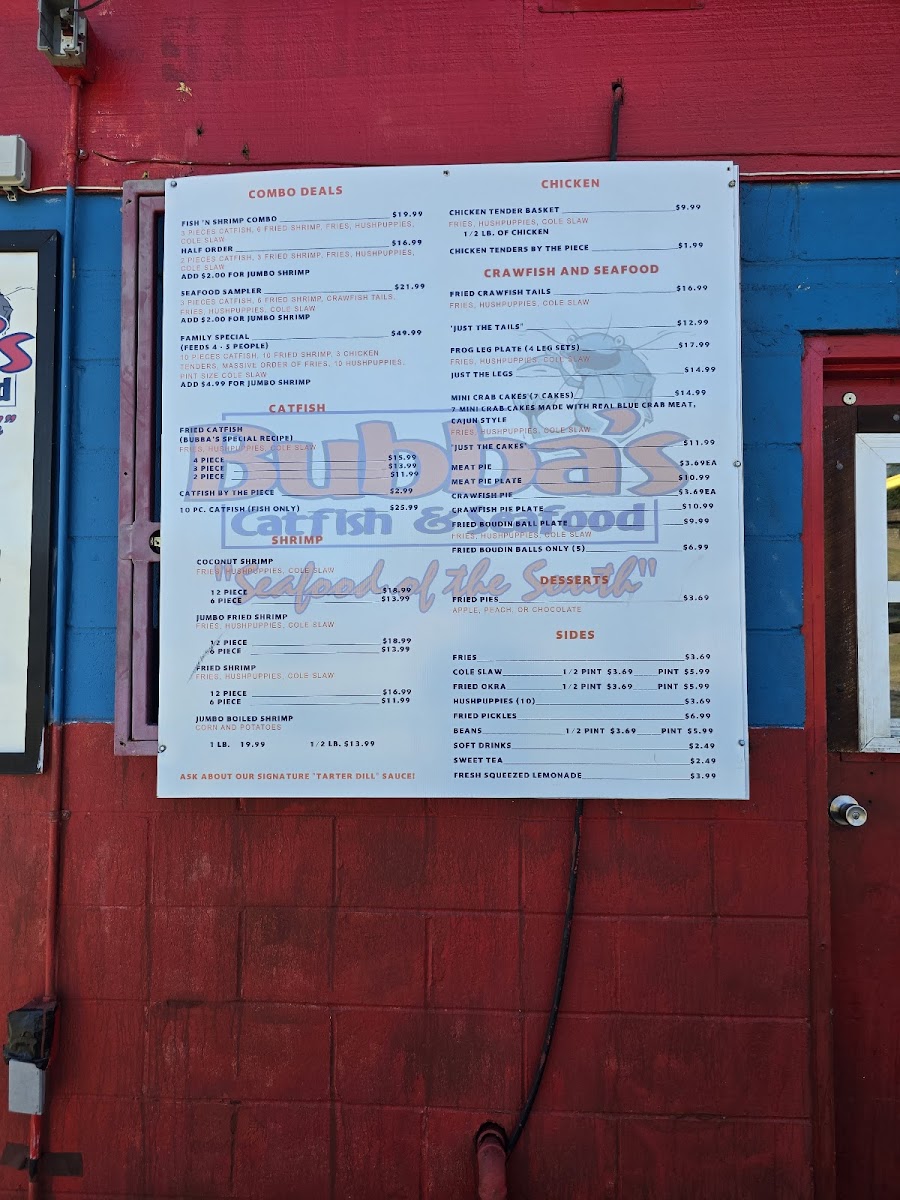 COMBO DEALS
FISH 'N SHRIMP COMBO $19.99
3 PIECES CATFISH, 6 FRIED SHRIMP, FRIES, HUSHPUPPIES,
COLE SLAW
HALF ORDER $16.99
2 PIECES CATFISH, 3 FRIED SHRIMP, FRIES, HUSHPUPPIES,
COLE SLAW
ADD $2.00 FOR JUMBO SHRIMP
SEAFOOD SAMPLER $21.99
3 PIECES CATFISH, 6 FRIED SHRIMP, CRAWFISH TAILS,
FRIES, HUSHPUPPIES, COLE SLAW
ADD $2.00 FOR JUMBO SHRIMP
FAMILY SPECIAL $49.99
(FEEDS 4 - 5 PEOPLE)
10 PIECES CATFISH, 10 FRIED SHRIMP, 3 CHICKEN
TENDERS, MASSIVE ORDER OF FRIES, 10 HUSHPUPPIES,
PINT SIZE COLE SLAW
ADD $4.99 FOR JUMBO SHRIMP
CATFISH
FRIED CATFISH
(BUBBA'S SPECIAL RECIPE)
FRIES, HUSHPUPPIES, COLE SLAW
4 PIECE $15.99
3 PIECE $13.99
2 PIECE $11.99
CATFISH BY THE PIECE $2.99
10 PC. CATFISH (FISH ONLY) $25.99
SHRIMP
COCONUT SHRIMP
FRIES, HUSHPUPPIES, COLE SLAW
12 PIECE $18.99
6 PIECE $13.99
JUMBO FRIED SHRIMP
FRIES, HUSHPUPPIES, COLE SLAW
12 PIECE $18.99
6 PIECE $13.99
FRIED SHRIMP
FRIES, HUSHPUPPIES, COLE SLAW
12 PIECE $16.99
6 PIECE $11.99
JUMBO BOILED SHRIMP
CORN AND POTATOES
1 LB. 19.99 1/2 LB. $13.99
ASK ABOUT OUR SIGNATURE "TARTER DILL" SAUCE!
CHICKEN
CHICKEN TENDER BASKET $9.99
FRIES, HUSHPUPPIES, COLE SLAW
1/2 LB. OF CHICKEN
CHICKEN TENDERS BY THE PIECE $1.99
CRAWFISH AND SEAFOOD
FRIED CRAWFISH TAILS $16.99
FRIES, HUSHPUPPIES, COLE SLAW
"JUST THE TAILS" $12.99
FROG LEG PLATE (4 LEG SETS) $17.99
FRIES, HUSHPUPPIES, COLE SLAW
JUST THE LEGS $14.99
MINI CRAB CAKES (7 CAKES) $14.99
7 MINI CRAB CAKES MADE WITH REAL BLUE CRAB MEAT,
CAJUN STYLE
FRIES, HUSHPUPPIES, COLE SLAW
"JUST THE CAKES" $11.99
MEAT PIE $3.69EA
MEAT PIE PLATE $10.99
CRAWFISH PIE $3.69EA
CRAWFISH PIE PLATE $10.99
FRIED BOUDIN BALL PLATE $9.99
FRIES, HUSHPUPPIES, COLE SLAW
FRIED BOUDIN BALLS ONLY (5) $6.99
DESSERTS
FRIED PIES $3.69
APPLE, PEACH, OR CHOCOLATE
SIDES
FRIES $3.69
COLE SLAW 1/2 PINT $3.69 PINT $5.99
FRIED OKRA 1/2 PINT $3.69 PINT $5.99
HUSHPUPPIES (10) $3.69
FRIED PICKLES $6.99
BEANS 1/2 PINT $3.69 PINT $5.99
SOFT DRINKS $2.49
SWEET TEA $2.49
FRESH SQUEEZED LEMONADE $3.99
Bubba's
Catfish & Seafood
"Seafood of the South"